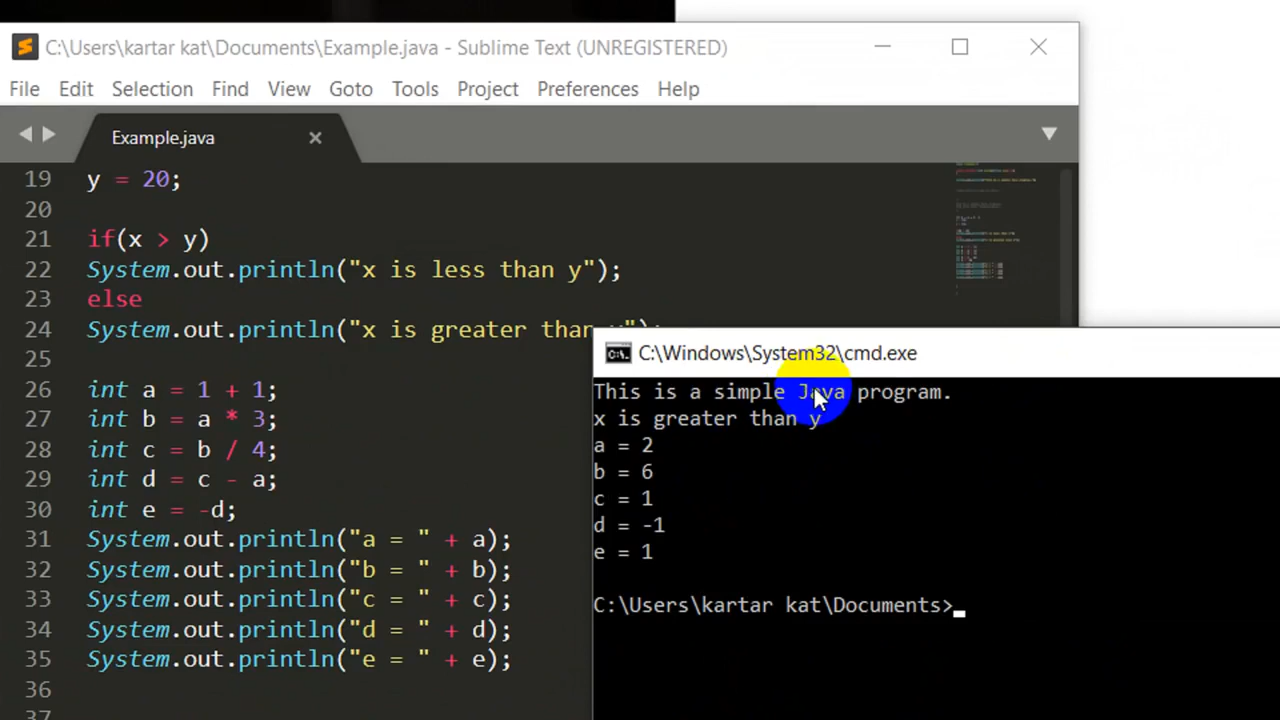 C:\Users\kartar kat\Documents\Example.java - Sublime Text (UNREGISTERED)
File Edit Selection Find View Goto Tools Project Preferences Help
Example.java
19 y = 20;
20
21 if(x > y)
22 System.out.println("x is less than y");
23 else
24 System.out.println("x is greater than
25
26 int a = 1 + 1;
27 int b = a * 3;
28 int c = b / 4;
29 int d = c - a;
30 int e = -d;
31 System.out.println("a = " + a);
32 System.out.println("b = " + b);
33 System.out.println("c = " + c);
34 System.out.println("d = " + d);
35 System.out.println("e = " + e);
36
37
C:\Windows\System32\cmd.exe
This is a simple Java program.
x is greater than y
a = 2
b = 6
c = 1
d = -1
e = 1
C:\Users\kartar kat\Documents>